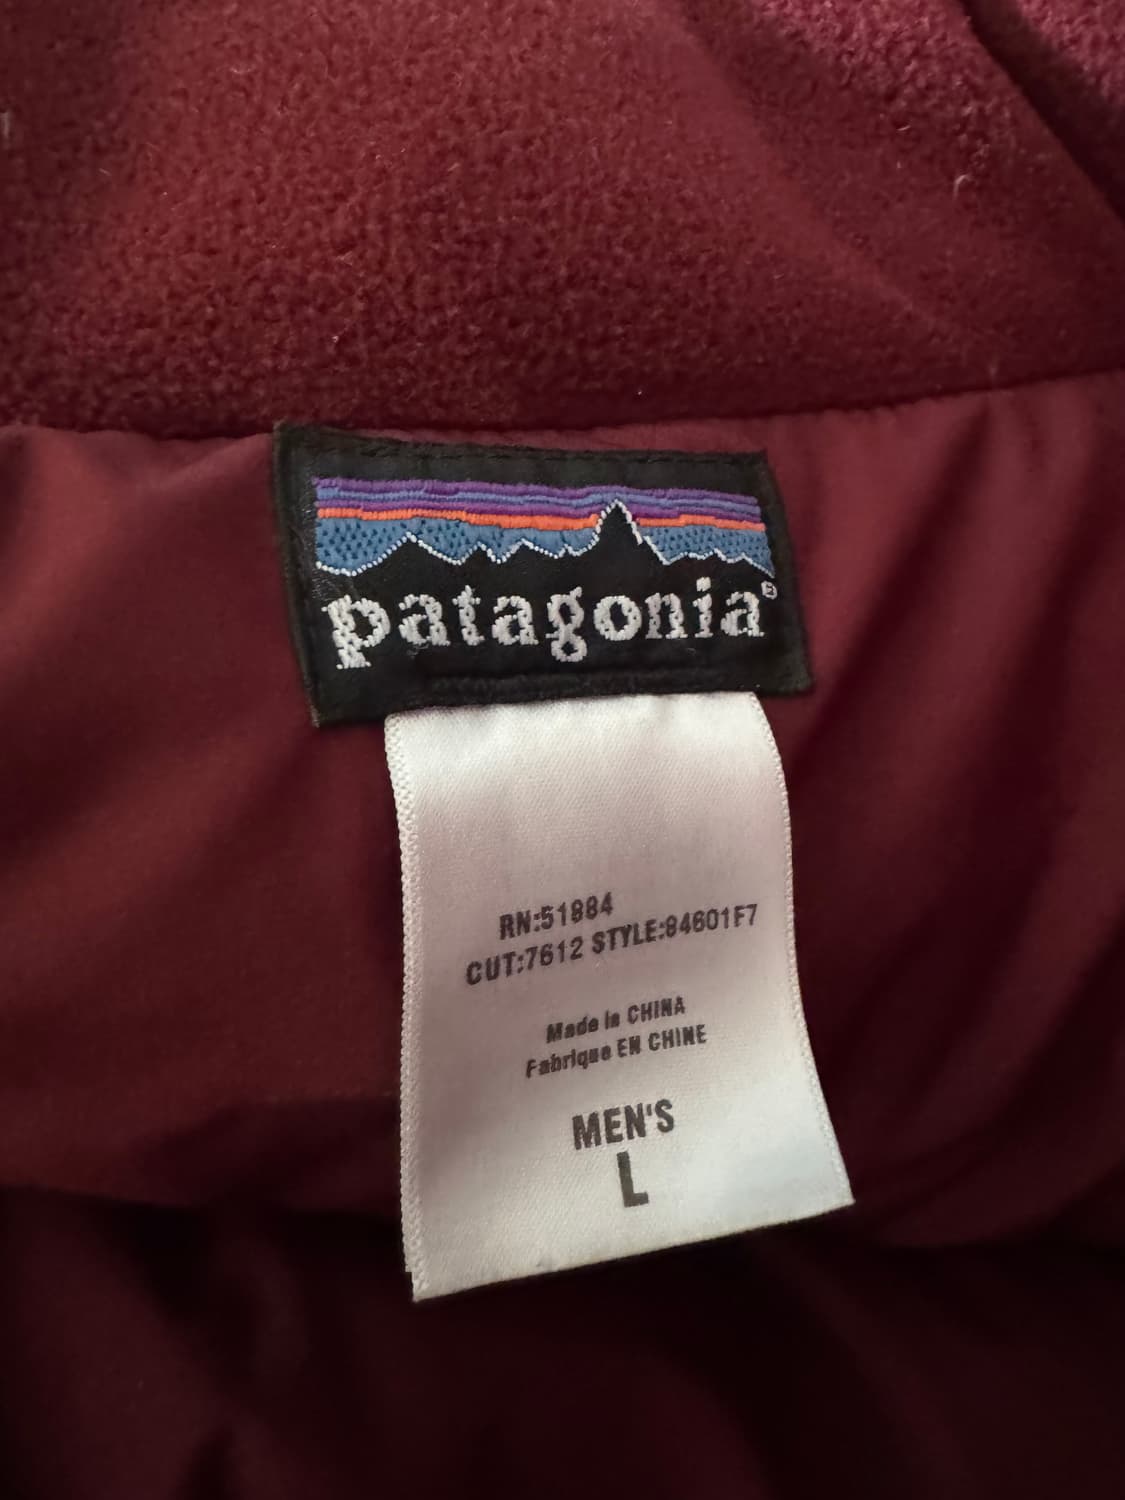 patagonia®
RN:51884
CUT:7612 STYLE:84601F7
Made in CHINA
Fabrique EN CHINE
MEN'S
L